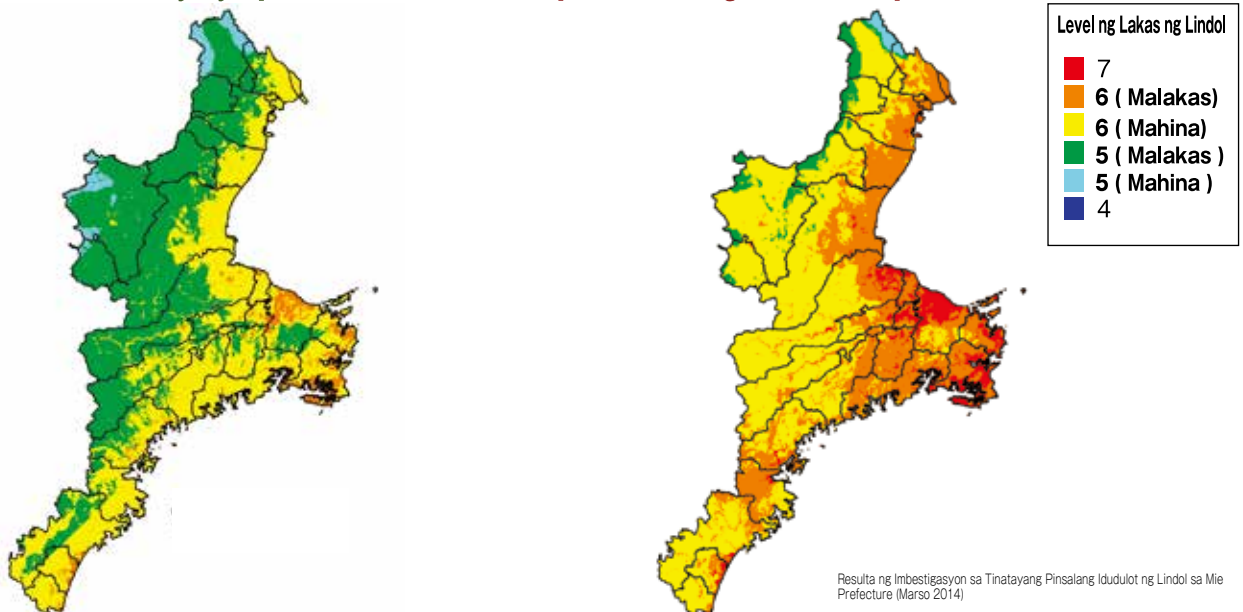 Level ng Lakas ng Lindol
7
6 ( Malakas)
6 ( Mahina)
5 ( Malakas )
5 ( Mahina )
4
Resulta ng Imbestigasyon sa Tinatayang Pinsalang Idudulot ng Lindol sa Mie
Prefecture (Marso 2014)